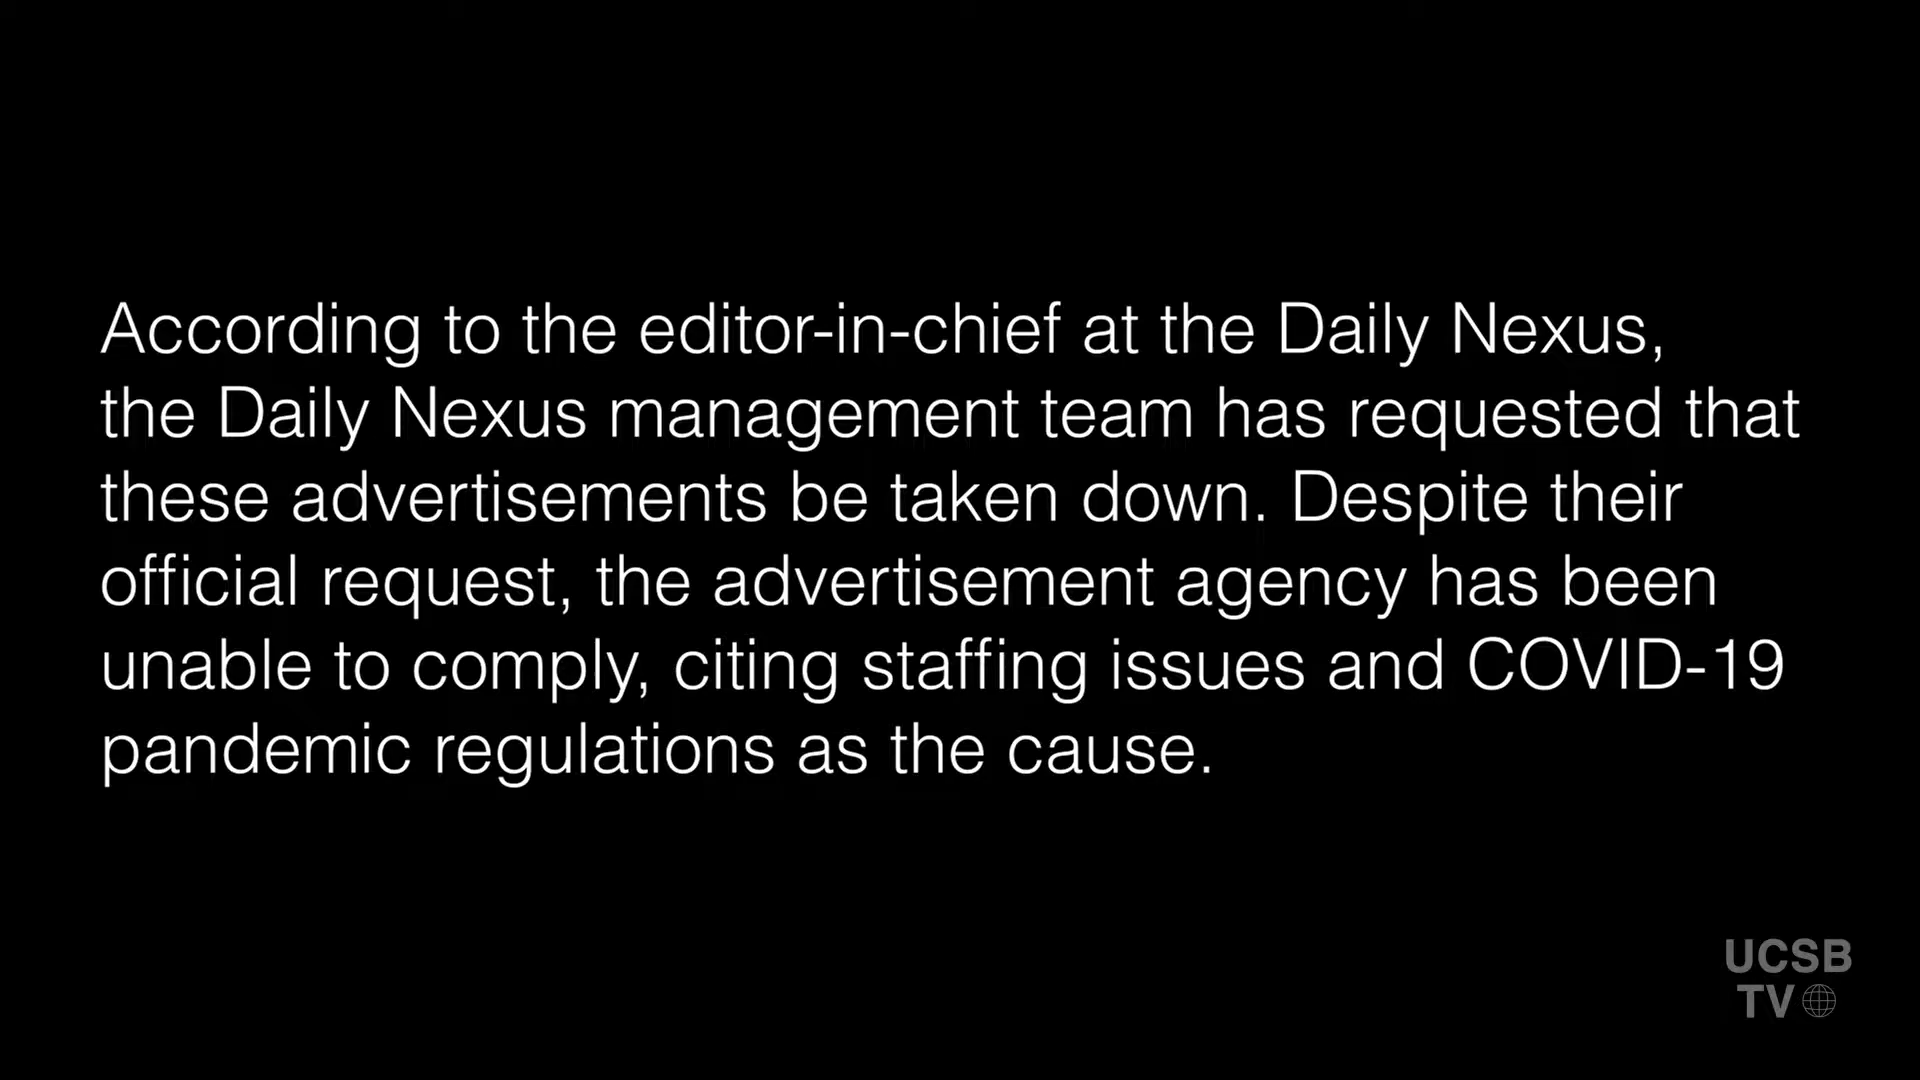 According to the editor-in-chief at the Daily Nexus,
the Daily Nexus management team has requested that
these advertisements be taken down. Despite their
official request, the advertisement agency has been
unable to comply, citing staffing issues and COVID-19
pandemic regulations as the cause.
UCSB
TV